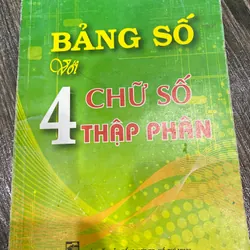 BẢNG SỐ
Với
4 CHỮ SỐ
THẬP PHÂN